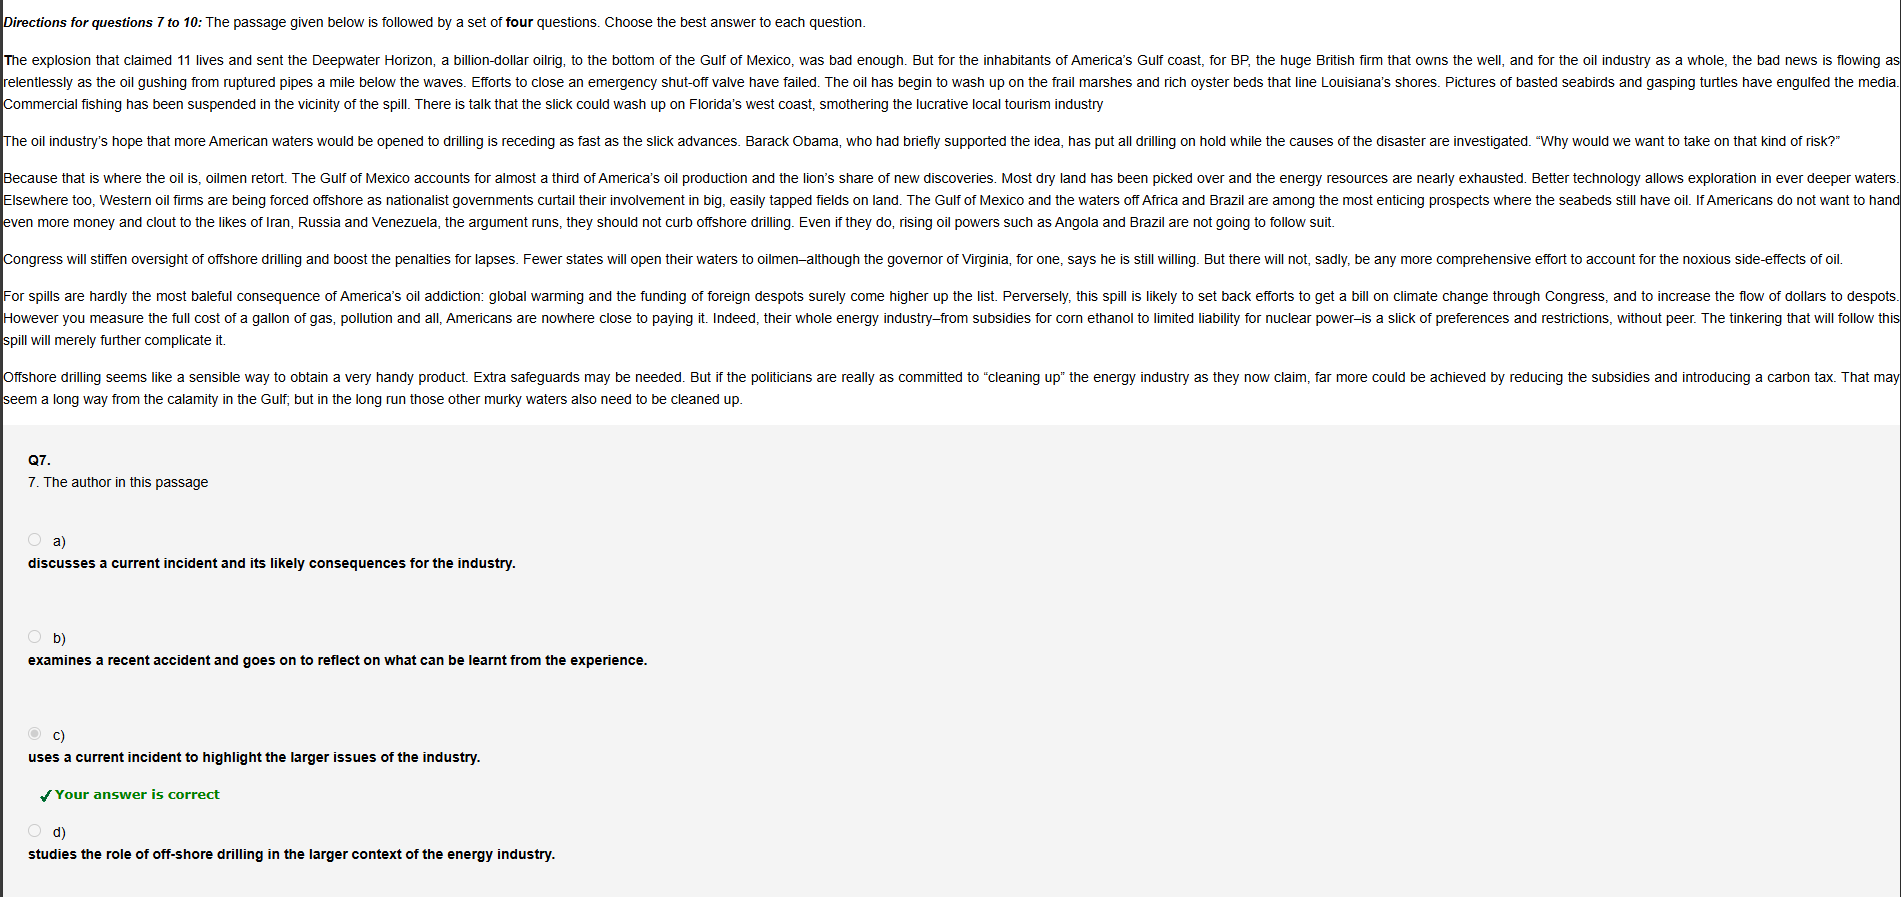 Directions for questions 7 to 10: The passage given below is followed by a set of four questions. Choose the best answer to each question.
The explosion that claimed 11 lives and sent the Deepwater Horizon, a billion-dollar oilrig, to the bottom of the Gulf of Mexico, was bad enough. But for the inhabitants of America's Gulf coast, for BP, the huge British firm that owns the well, and for the oil industry as a whole, the bad news is flowing as
relentlessly as the oil gushing from ruptured pipes a mile below the waves. Efforts to close an emergency shut-off valve have failed. The oil has begin to wash up on the frail marshes and rich oyster beds that line Louisiana's shores. Pictures of basted seabirds and gasping turtles have engulfed the media.
Commercial fishing has been suspended in the vicinity of the spill. There is talk that the slick could wash up on Florida's west coast, smothering the lucrative local tourism industry
The oil industry's hope that more American waters would be opened to drilling is receding as fast as the slick advances. Barack Obama, who had briefly supported the idea, has put all drilling on hold while the causes of the disaster are investigated. “Why would we want to take on that kind of risk?”
Because that is where the oil is, oilmen retort. The Gulf of Mexico accounts for almost a third of America's oil production and the lion's share of new discoveries. Most dry land has been picked over and the energy resources are nearly exhausted. Better technology allows exploration in ever deeper waters.
Elsewhere too, Western oil firms are being forced offshore as nationalist governments curtail their involvement in big, easily tapped fields on land. The Gulf of Mexico and the waters off Africa and Brazil are among the most enticing prospects where the seabeds still have oil. If Americans do not want to hand
even more money and clout to the likes of Iran, Russia and Venezuela, the argument runs, they should not curb offshore drilling. Even if they do, rising oil powers such as Angola and Brazil are not going to follow suit.
Congress will stiffen oversight of offshore drilling and boost the penalties for lapses. Fewer states will open their waters to oilmen–although the governor of Virginia, for one, says he is still willing. But there will not, sadly, be any more comprehensive effort to account for the noxious side-effects of oil.
For spills are hardly the most baleful consequence of America's oil addiction: global warming and the funding of foreign despots surely come higher up the list. Perversely, this spill is likely to set back efforts to get a bill on climate change through Congress, and to increase the flow of dollars to despots.
However you measure the full cost of a gallon of gas, pollution and all, Americans are nowhere close to paying it. Indeed, their whole energy industry–from subsidies for corn ethanol to limited liability for nuclear power–is a slick of preferences and restrictions, without peer. The tinkering that will follow this
spill will merely further complicate it.
Offshore drilling seems like a sensible way to obtain a very handy product. Extra safeguards may be needed. But if the politicians are really as committed to “cleaning up” the energy industry as they now claim, far more could be achieved by reducing the subsidies and introducing a carbon tax. That may
seem a long way from the calamity in the Gulf; but in the long run those other murky waters also need to be cleaned up.
Q7.
7. The author in this passage
a)
discusses a current incident and its likely consequences for the industry.
b)
examines a recent accident and goes on to reflect on what can be learnt from the experience.
c)
uses a current incident to highlight the larger issues of the industry.
✓Your answer is correct
d)
studies the role of off-shore drilling in the larger context of the energy industry.